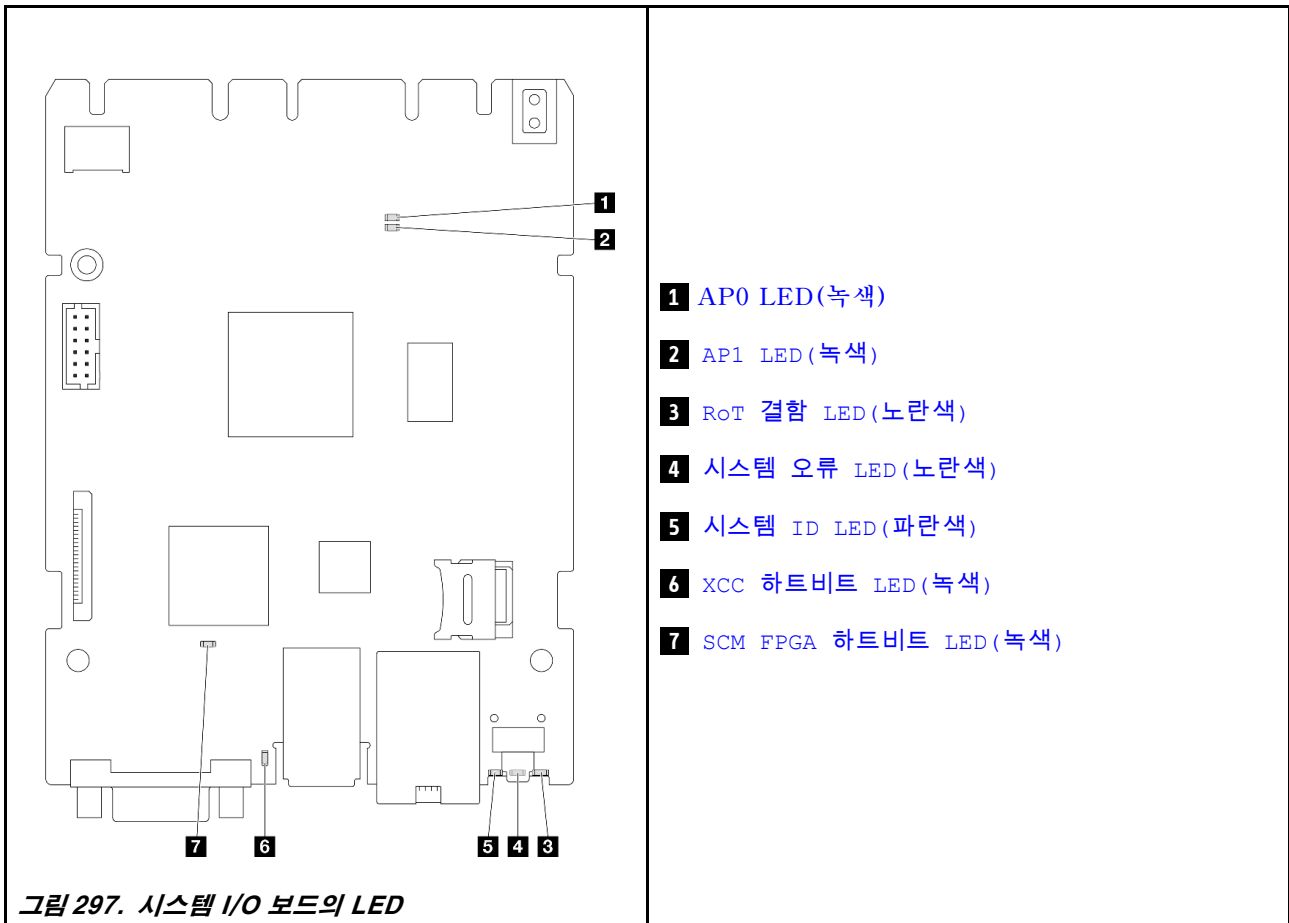 1
2
7
6
5
4
3
그림 297. 시스템 I/O 보드의 LED
1 AP0 LED(녹색)
2 AP1 LED(녹색)
3 RoT 결함 LED(노란색)
4 시스템 오류 LED(노란색)
5 시스템 ID LED(파란색)
6 XCC 하트비트 LED(녹색)
7 SCM FPGA 하트비트 LED(녹색)